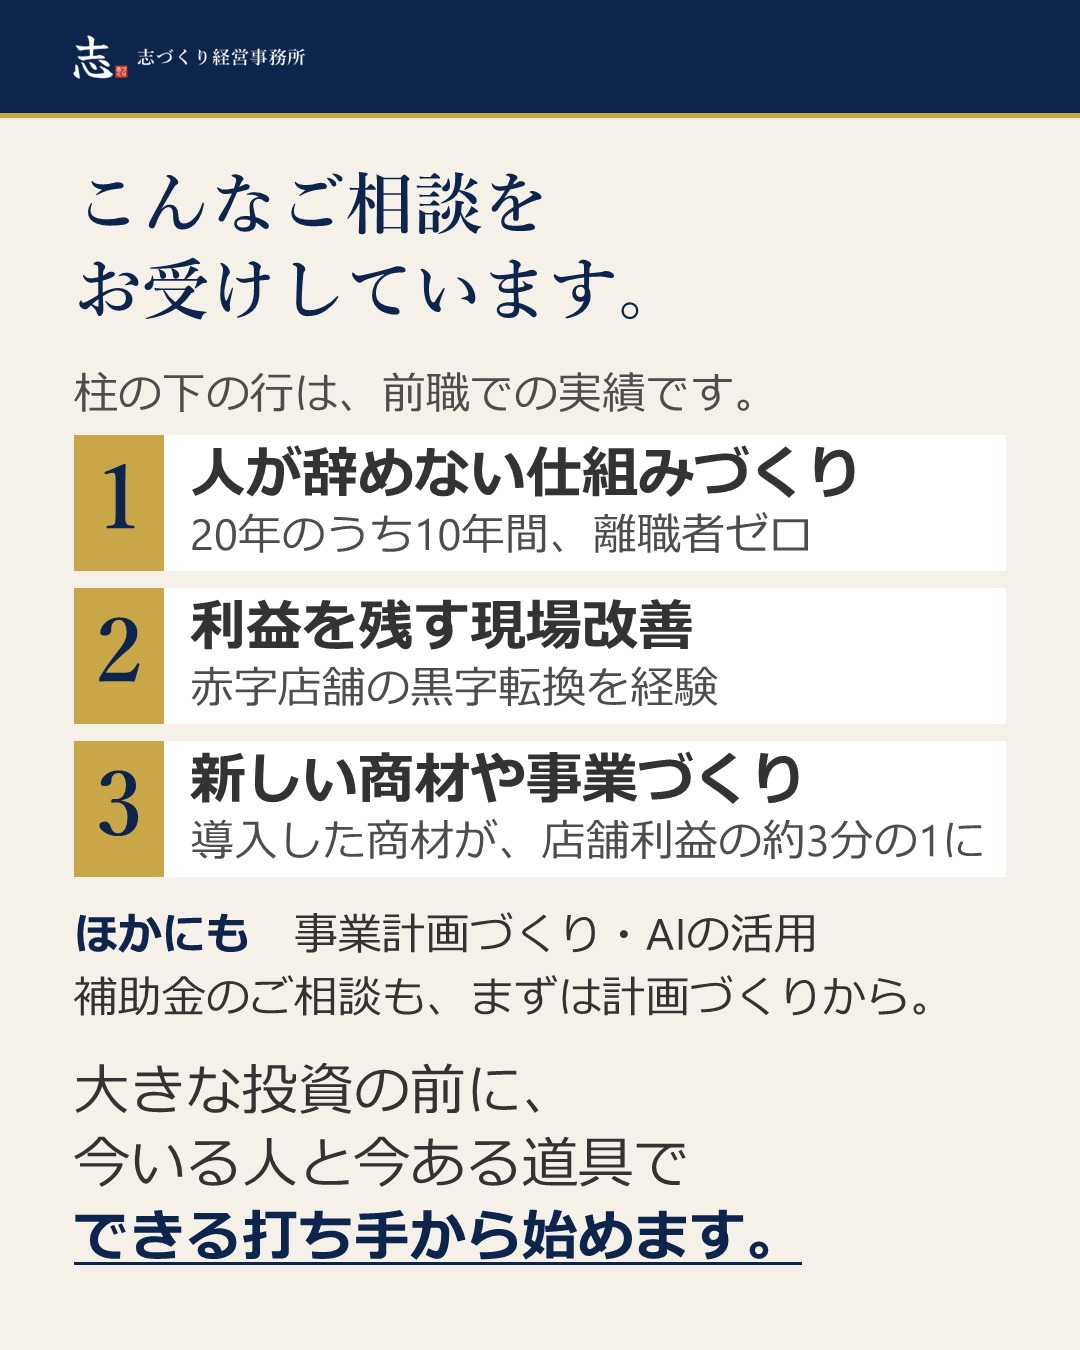 志 志づくり経営事務所
こんなご相談を
お受けしています。
柱の下の行は、前職での実績です。
1 人が辞めない仕組みづくり
20年のうち10年間、離職者ゼロ
2 利益を残す現場改善
赤字店舗の黒字転換を経験
3 新しい商材や事業づくり
導入した商材が、店舗利益の約3分の1に
ほかにも 事業計画づくり・AIの活用
補助金のご相談も、まずは計画づくりから。
大きな投資の前に、
今いる人と今ある道具で
できる打ち手から始めます。